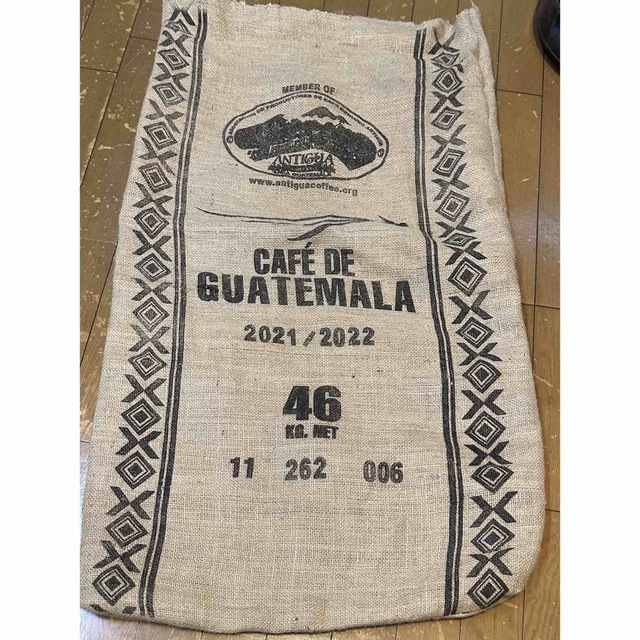 MEMBER OF
ANTIGUA
www.antiguacoffee.org
CAFÉ DE
GUATEMALA
2021/2022
46
KG. NET
11 262 006